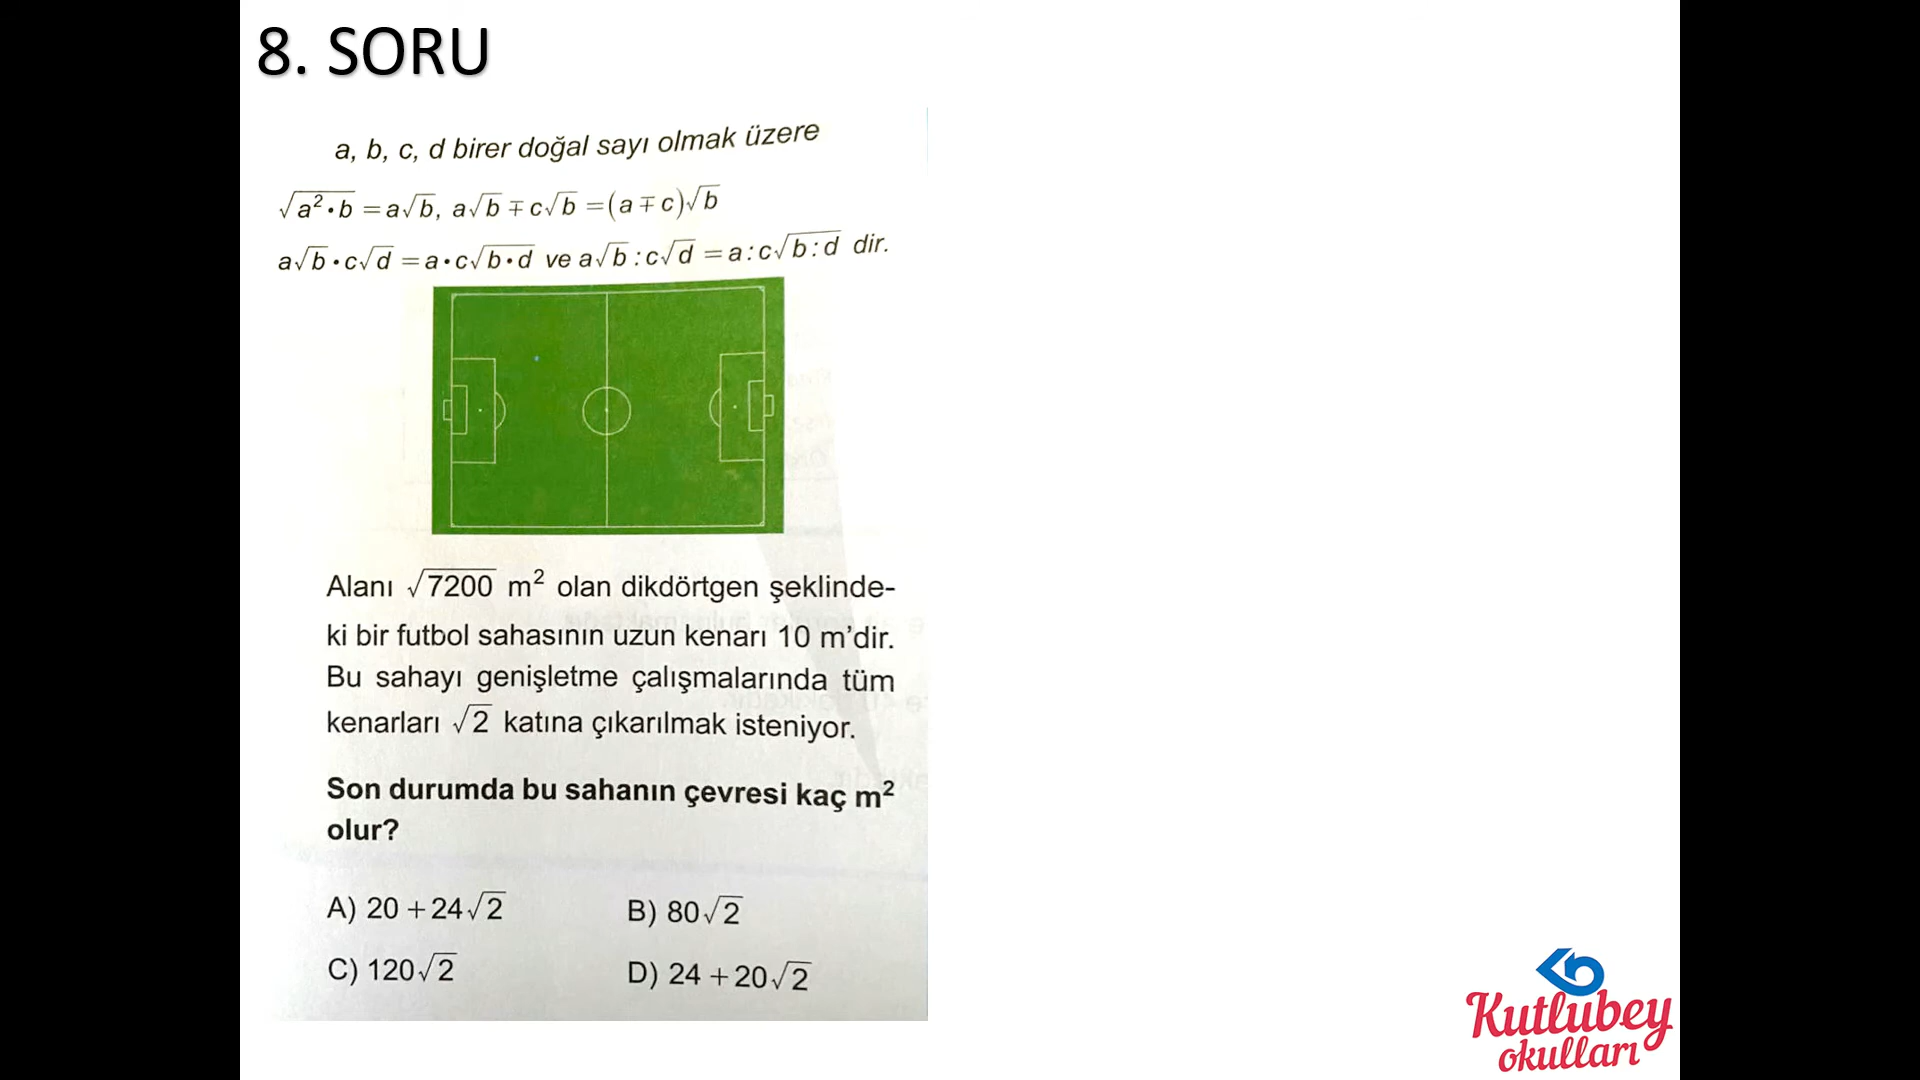 8. SORU
a, b, c, d birer doğal sayı olmak üzere
√(a²·b) = a√b, a√b ∓ c√b = (a ∓ c)√b
a√b · c√d = a · c√(b · d) ve a√b : c√d = a : c√(b : d) dir.
Alanı √7200 m² olan dikdörtgen şeklinde-
ki bir futbol sahasının uzun kenarı 10 m'dir.
Bu sahayı genişletme çalışmalarında tüm
kenarları √2 katına çıkarılmak isteniyor.
Son durumda bu sahanın çevresi kaç m²
olur?
A) 20 + 24√2 B) 80√2
C) 120√2 D) 24 + 20√2
Kutlubey
okulları